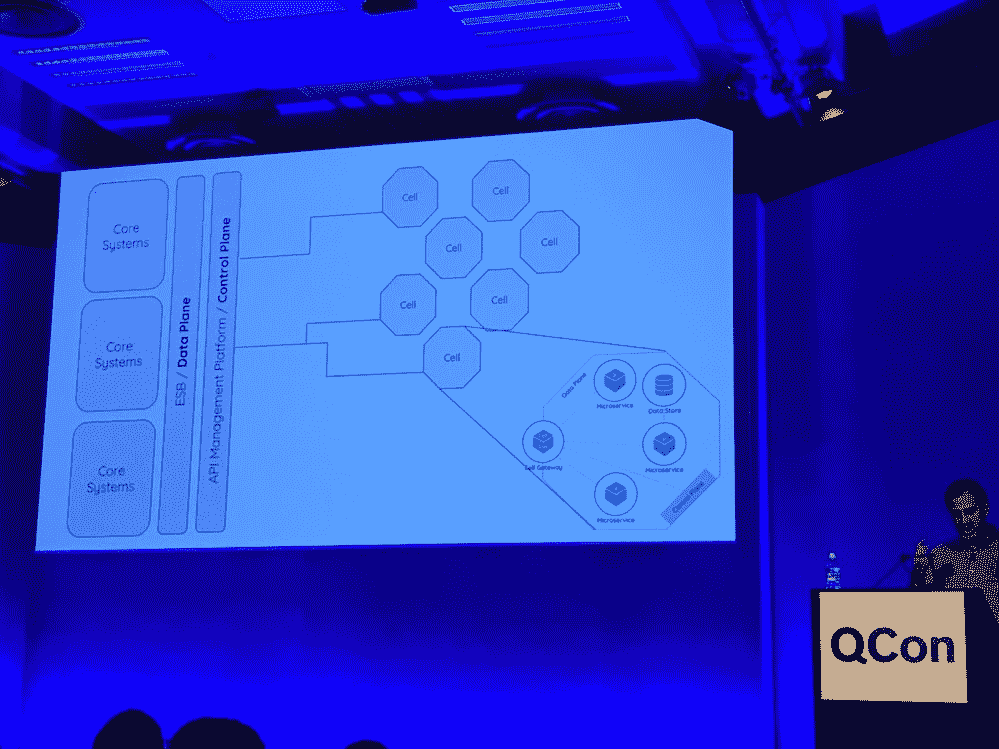 Core
Systems
Core
Systems
Core
Systems
ESB / Data Plane
API Management Platform / Control Plane
Cell
Cell
Cell
Cell
Cell
Cell
Cell
Data Plane
Microservice
Data Store
Cell Gateway
Microservice
Microservice
Control Plane
QCon